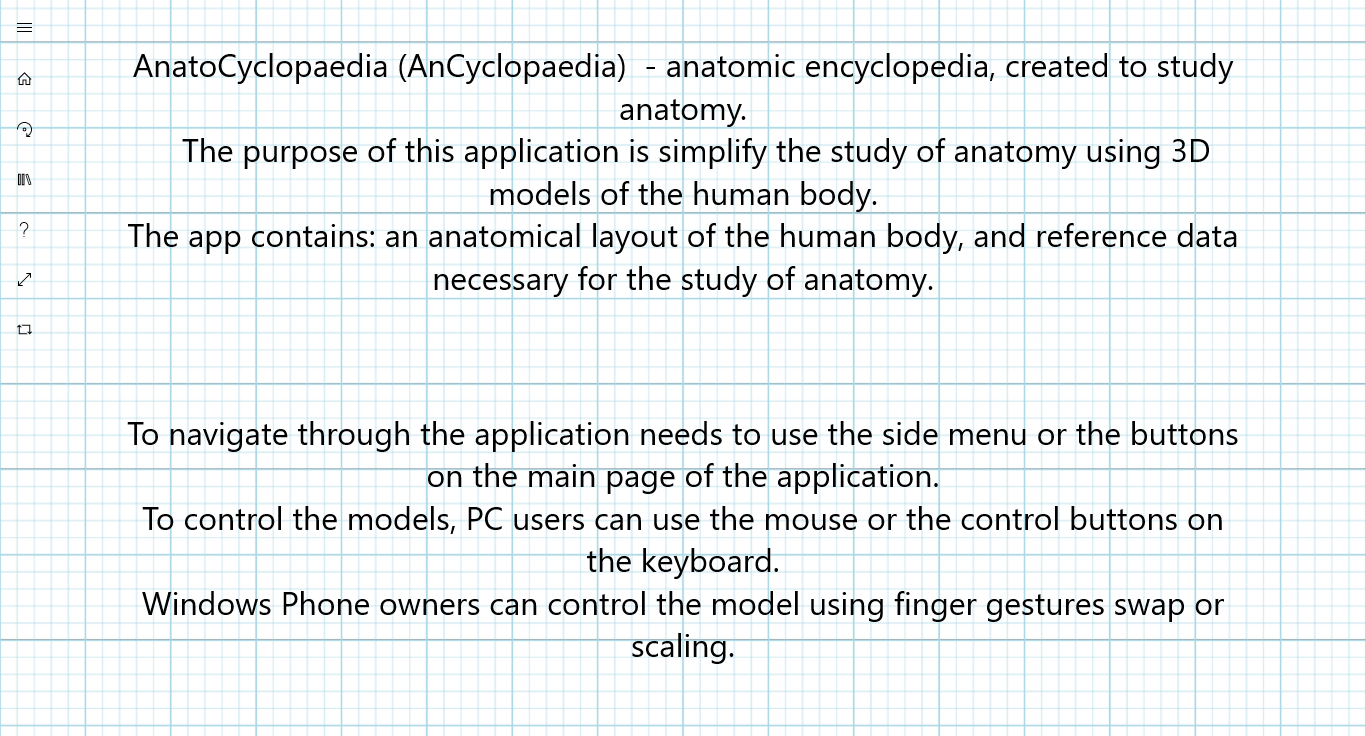 AnatoCyclopaedia (AnCyclopaedia)  - anatomic encyclopedia, created to study
anatomy.
The purpose of this application is simplify the study of anatomy using 3D
models of the human body.
The app contains: an anatomical layout of the human body, and reference data
necessary for the study of anatomy.
To navigate through the application needs to use the side menu or the buttons
on the main page of the application.
To control the models, PC users can use the mouse or the control buttons on
the keyboard.
Windows Phone owners can control the model using finger gestures swap or
scaling.